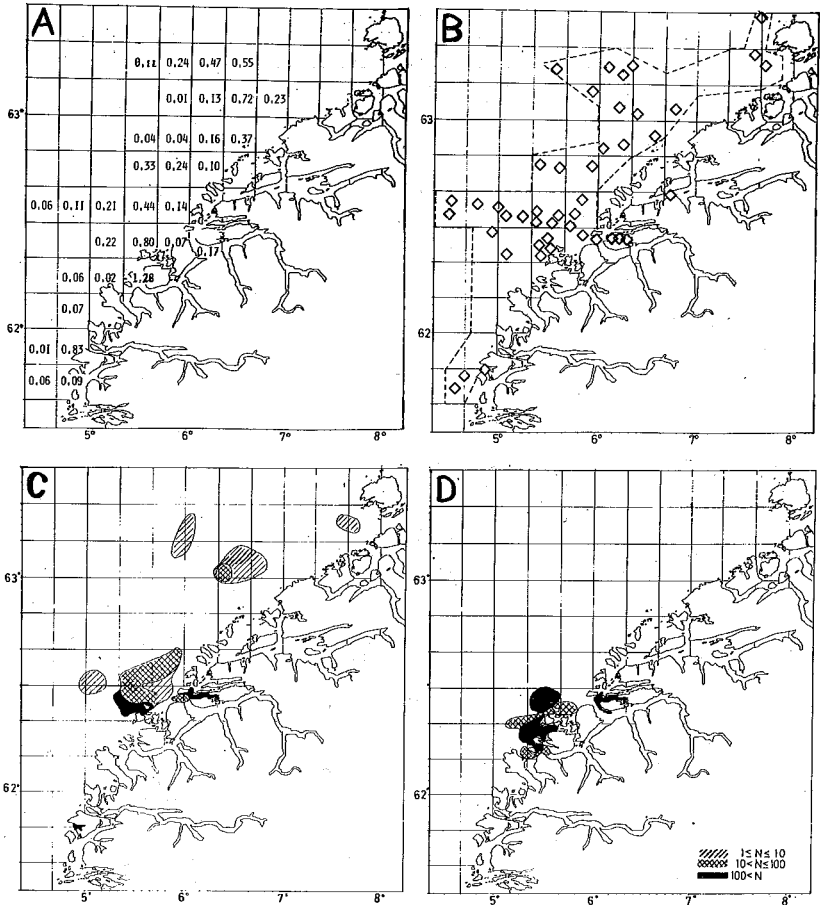 A
0,11 0,24 0,47 0,55
0,01 0,13 0,72 0,23
63°
0,04 0,04 0,16 0,37
0,33 0,24 0,10
0,06 0,11 0,21 0,44 0,14
0,22 0,80 0,07
0,17
0,06 0,02 1,28
0,07
62°
0,01 0,83
0,06 0,09
5° 6° 7° 8°
B
63
62
5° 6° 7° 8°
C
63°
62°
5° 6° 7° 8°
D
63°
62°
5° 6° 7° 8°
1≤ N ≤ 10
10< N≤ 100
100< N